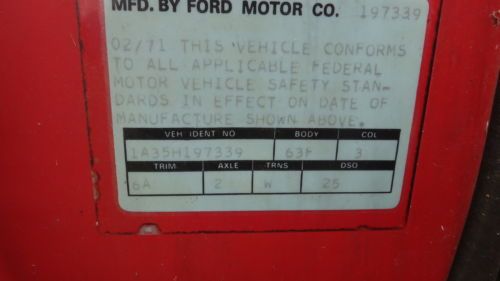 MFD. BY FORD MOTOR CO. 197339
02/71 THIS VEHICLE CONFORMS
TO ALL APPLICABLE FEDERAL
MOTOR VEHICLE SAFETY STAN-
DARDS IN EFFECT ON DATE OF
MANUFACTURE SHOWN ABOVE.
VEH IDENT NO BODY COL
1A35H197339 63F 3
TRIM AXLE TRNS DSO
6A 2 W 25